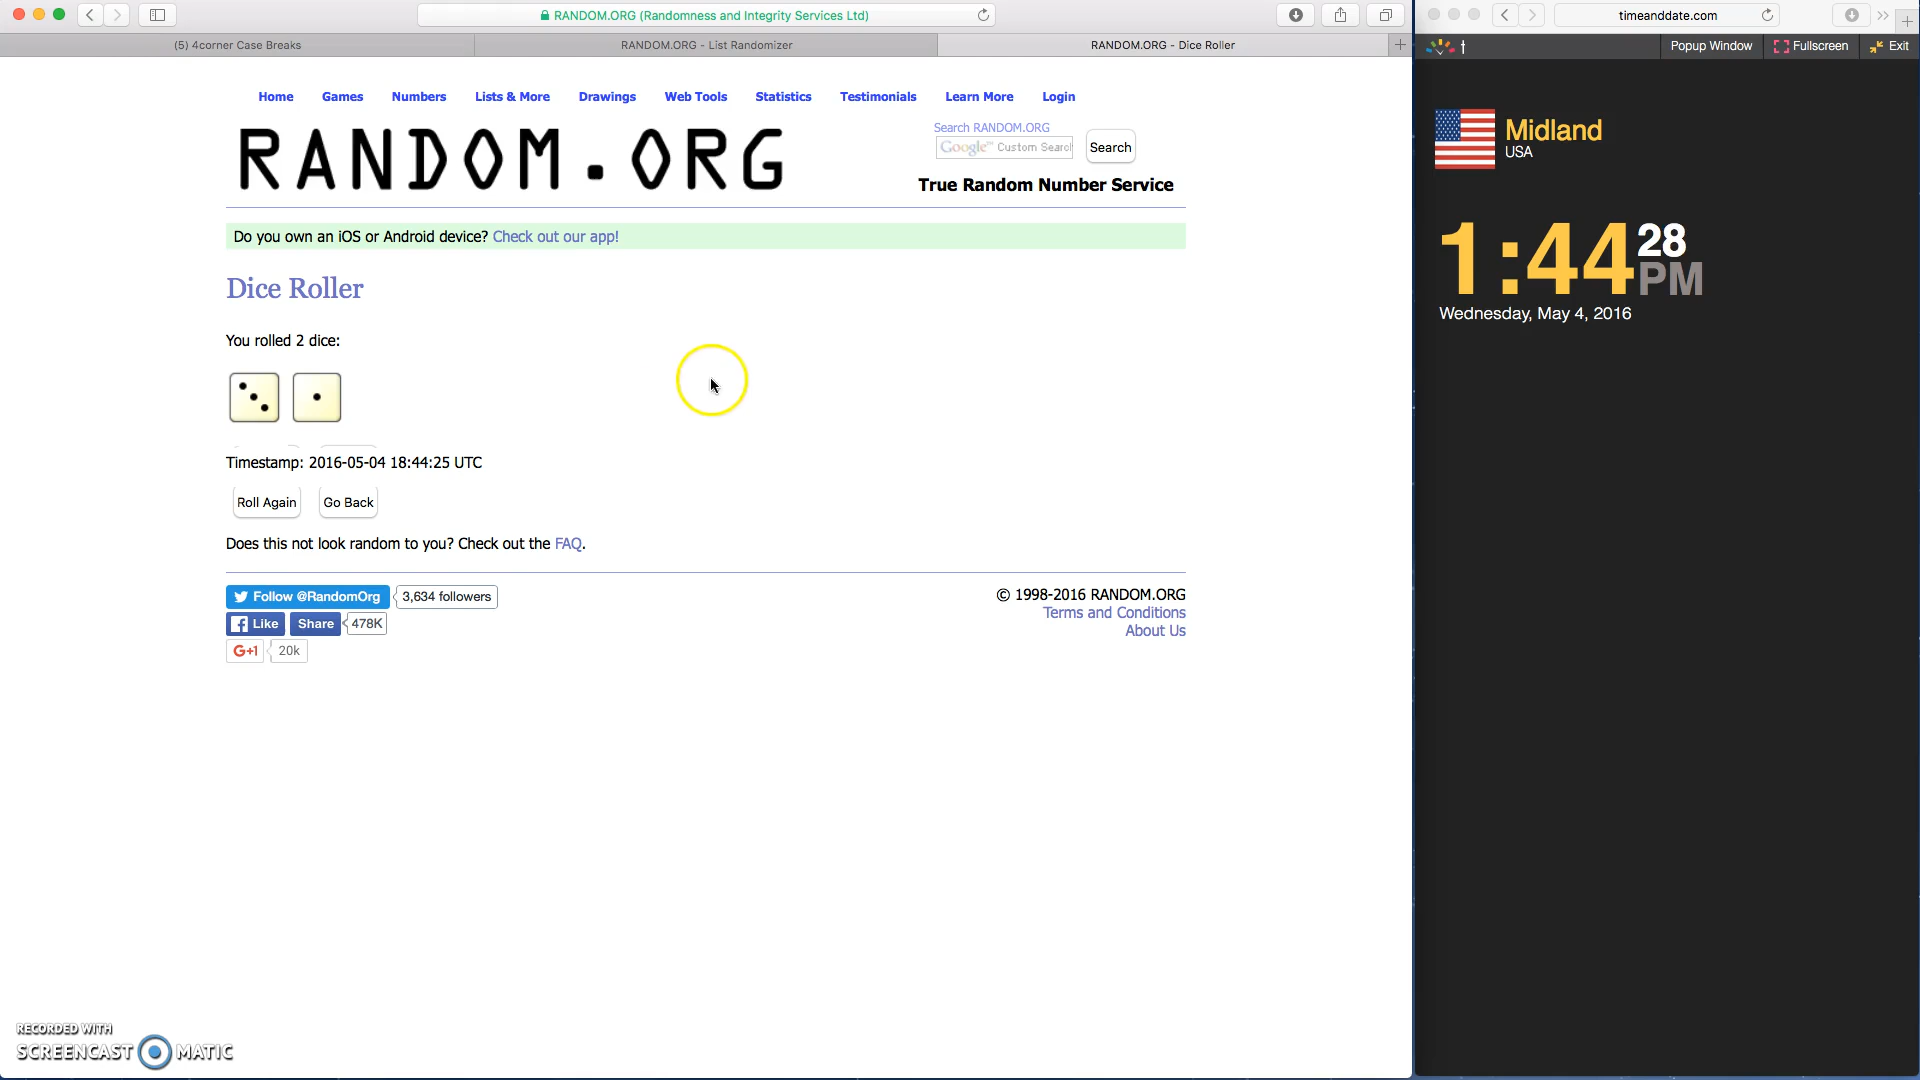 RANDOM.ORG (Randomness and Integrity Services Ltd)
(5) 4corner Case Breaks
RANDOM.ORG - List Randomizer
RANDOM.ORG - Dice Roller
Home Games Numbers Lists & More Drawings Web Tools Statistics Testimonials Learn More Login
RANDOM.ORG
Search RANDOM.ORG
Google™ Custom Search
Search
True Random Number Service
Do you own an iOS or Android device? Check out our app!
Dice Roller
You rolled 2 dice:
Timestamp: 2016-05-04 18:44:25 UTC
Roll Again Go Back
Does this not look random to you? Check out the FAQ.
Follow @RandomOrg 3,634 followers
Like Share 478K
G+1 20k
© 1998-2016 RANDOM.ORG
Terms and Conditions
About Us
RECORDED WITH
SCREENCAST MATIC
timeanddate.com
t
Popup Window Fullscreen Exit
Midland
USA
1:44 28 PM
Wednesday, May 4, 2016